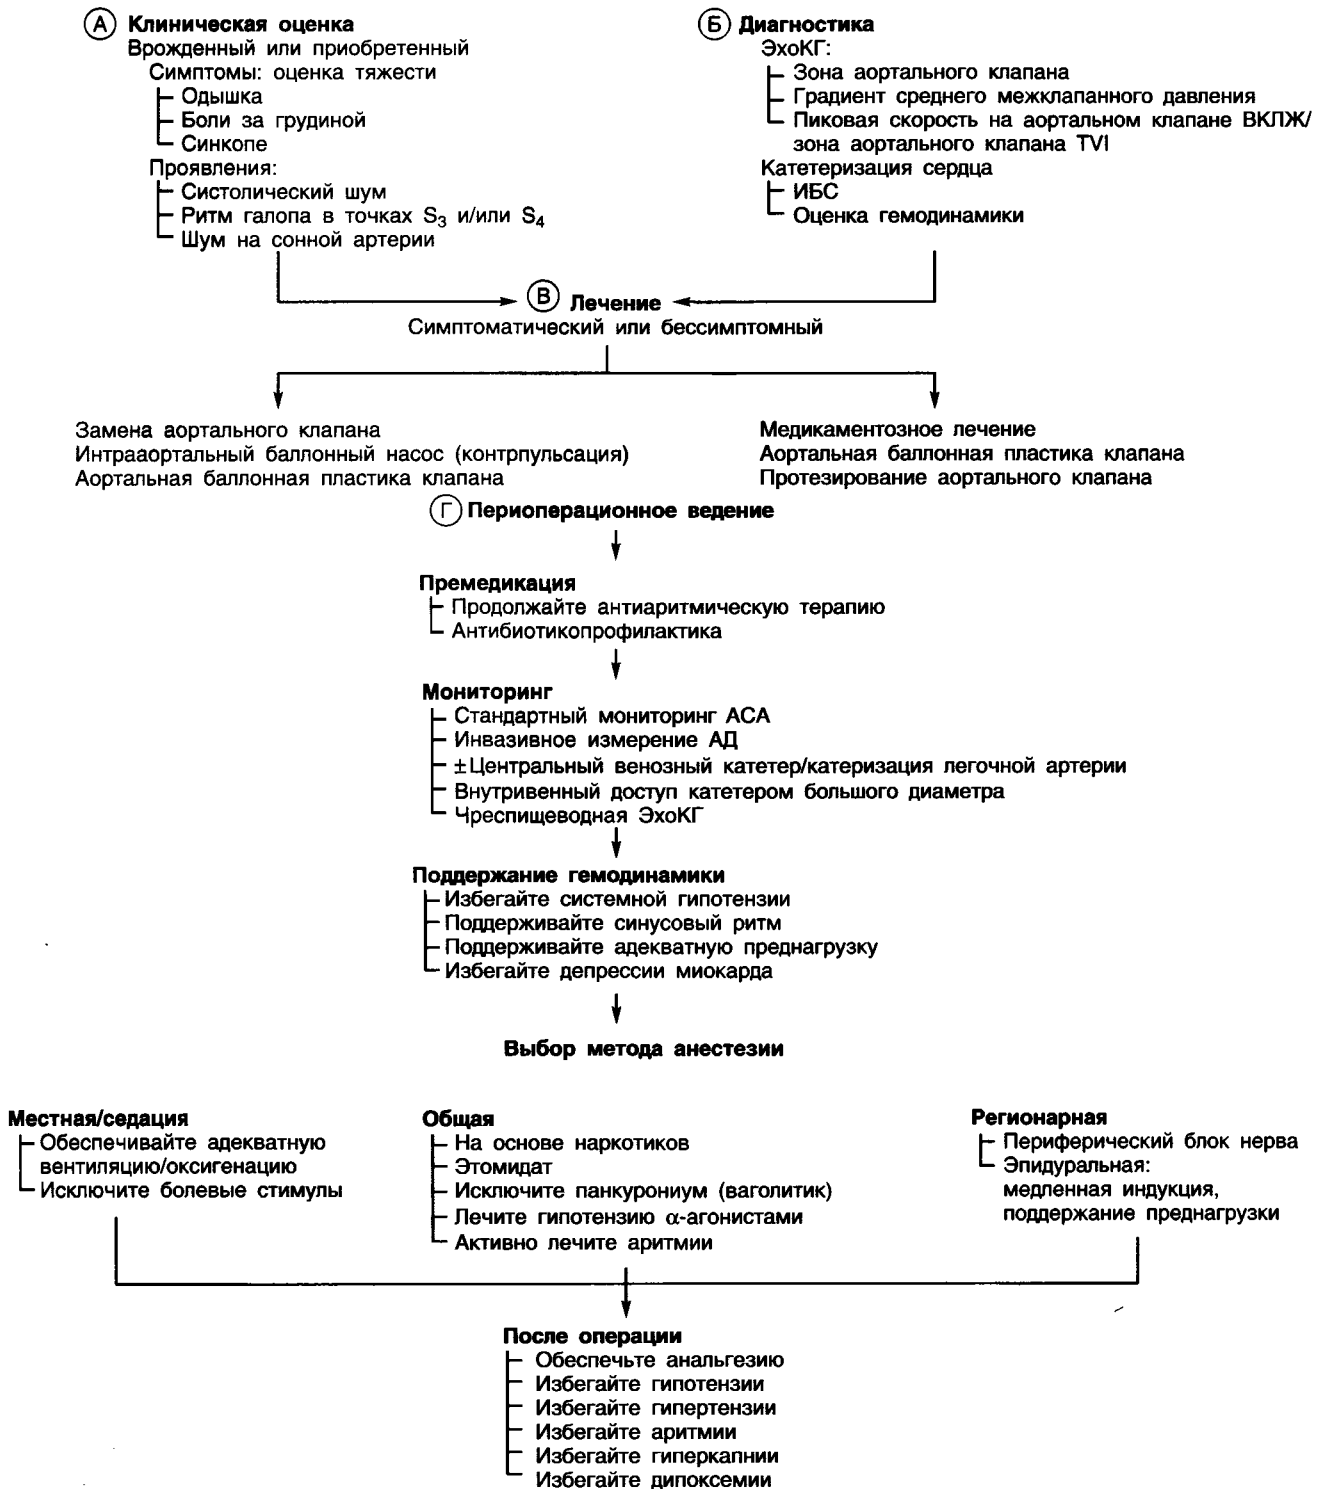 А Клиническая оценка
Врожденный или приобретенный
Симптомы: оценка тяжести
Одышка
Боли за грудиной
Синкопе
Проявления:
Систолический шум
Ритм галопа в точках S3 и/или S4
Шум на сонной артерии
Б Диагностика
ЭхоКГ:
Зона аортального клапана
Градиент среднего межклапанного давления
Пиковая скорость на аортальном клапане ВКЛЖ/
зона аортального клапана TVI
Катетеризация сердца
ИБС
Оценка гемодинамики
В Лечение
Симптоматический или бессимптомный
Замена аортального клапана
Интрааортальный баллонный насос (контрпульсация)
Аортальная баллонная пластика клапана
Медикаментозное лечение
Аортальная баллонная пластика клапана
Протезирование аортального клапана
Г Периоперационное ведение
Премедикация
Продолжайте антиаритмическую терапию
Антибиотикопрофилактика
Мониторинг
Стандартный мониторинг АСА
Инвазивное измерение АД
±Центральный венозный катетер/катеризация легочной артерии
Внутривенный доступ катетером большого диаметра
Чреспищеводная ЭхоКГ
Поддержание гемодинамики
Избегайте системной гипотензии
Поддерживайте синусовый ритм
Поддерживайте адекватную преднагрузку
Избегайте депрессии миокарда
Выбор метода анестезии
Местная/седация
Обеспечивайте адекватную
вентиляцию/оксигенацию
Исключите болевые стимулы
Общая
На основе наркотиков
Этомидат
Исключите панкурониум (ваголитик)
Лечите гипотензию α-агонистами
Активно лечите аритмии
Регионарная
Периферический блок нерва
Эпидуральная:
медленная индукция,
поддержание преднагрузки
После операции
Обеспечьте анальгезию
Избегайте гипотензии
Избегайте гипертензии
Избегайте аритмии
Избегайте гиперкапнии
Избегайте дипоксемии